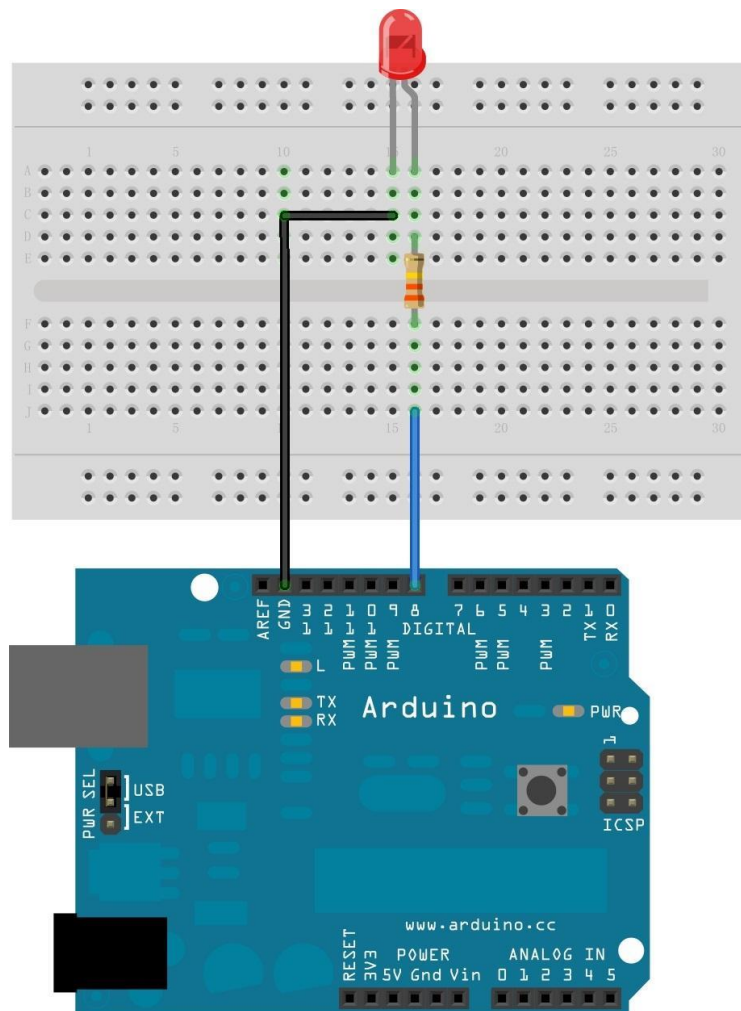 1 5 10 15 20 25 30
A
B
C
D
E
F
G
H
I
J
1 5 10 15 20 25 30
AREF
GND
13
12
PWM 11
PWM 10
PWM 9
8
7
PWM 6
PWM 5
4
PWM 3
2
TX 1
RX 0
DIGITAL
L
TX
RX
Arduino
PWR
1
ICSP
PWR SEL
USB
EXT
www.arduino.cc
POWER
ANALOG IN
RESET
3V3
5V Gnd Vin
0 1 2 3 4 5